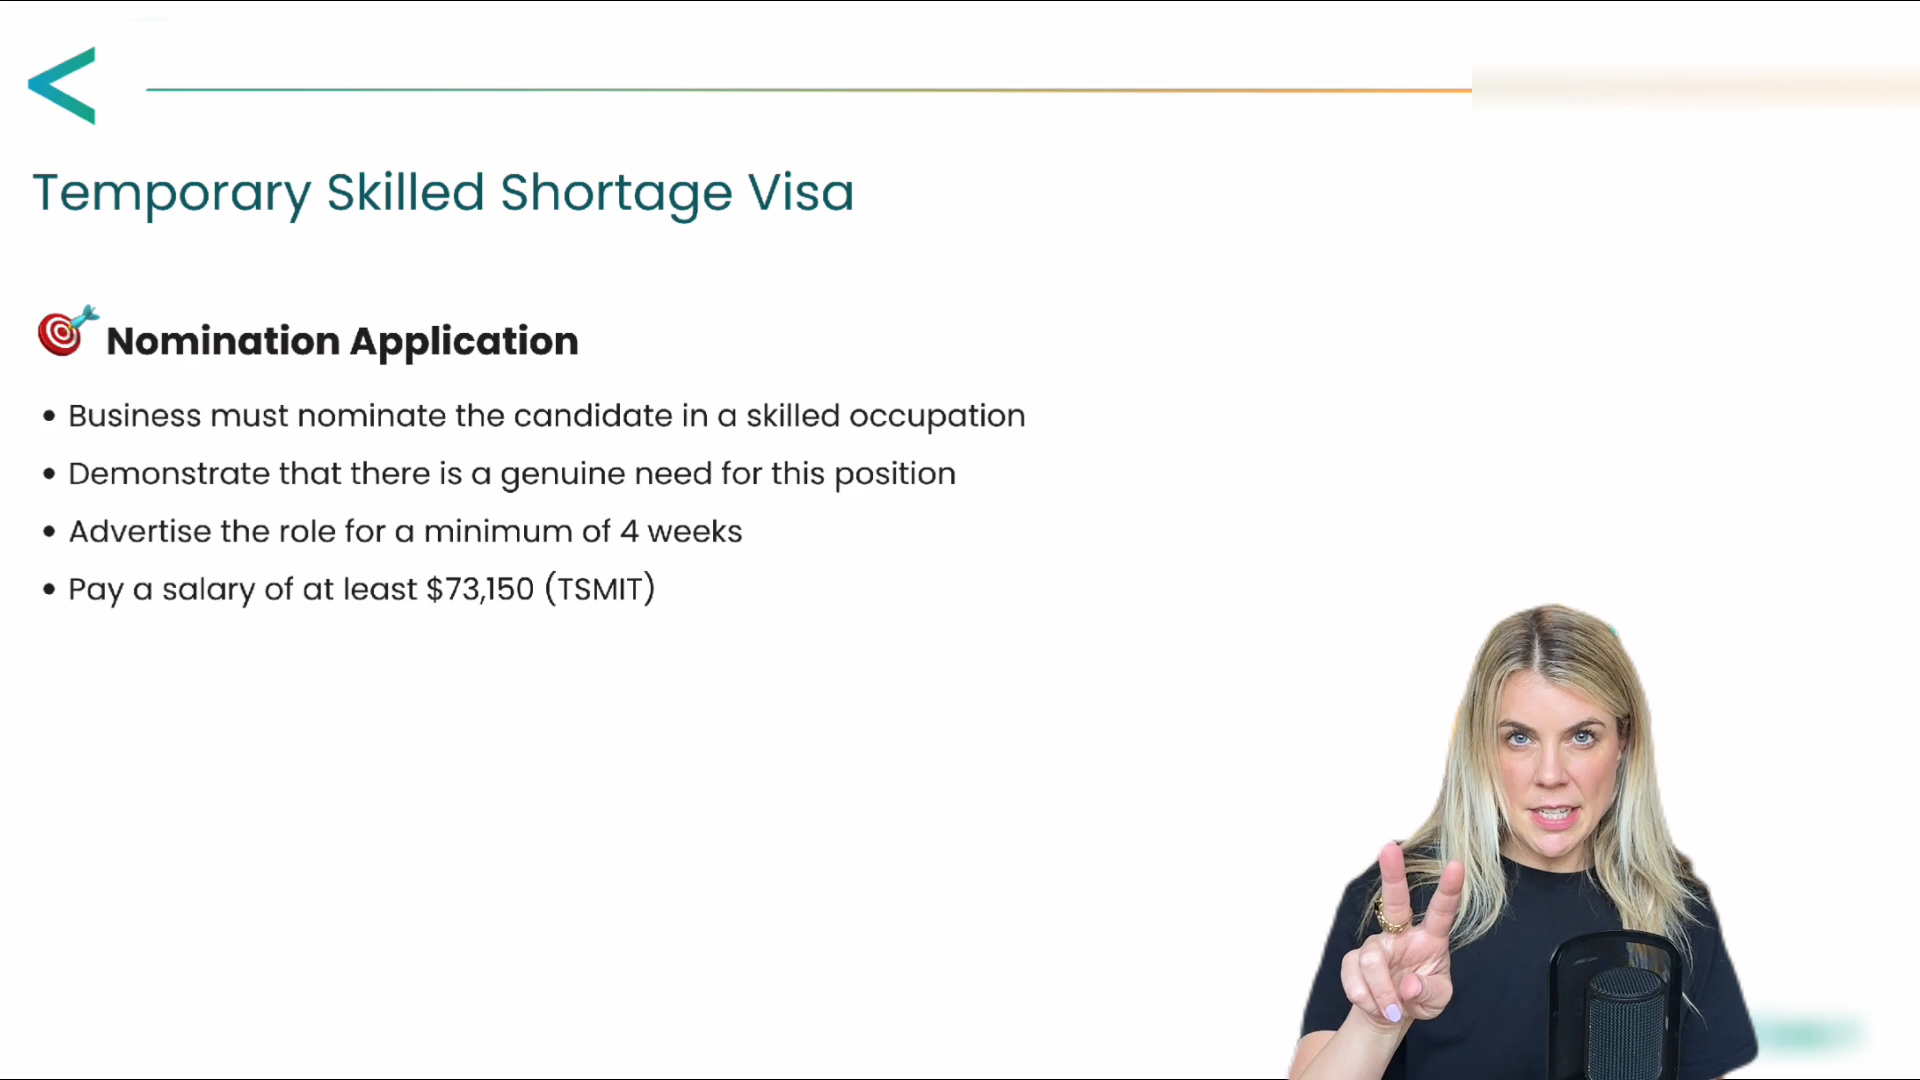 Temporary Skilled Shortage Visa
Nomination Application
• Business must nominate the candidate in a skilled occupation
• Demonstrate that there is a genuine need for this position
• Advertise the role for a minimum of 4 weeks
• Pay a salary of at least $73,150 (TSMIT)